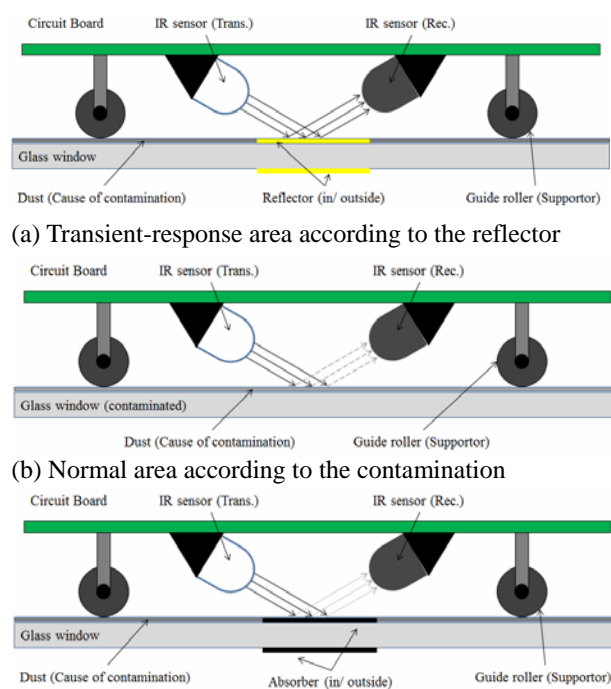 Circuit Board IR sensor (Trans.) IR sensor (Rec.)
Glass window
Dust (Cause of contamination) Reflector (in/ outside) Guide roller (Supportor)
(a) Transient-response area according to the reflector
Circuit Board IR sensor (Trans.) IR sensor (Rec.)
Glass window (contaminated)
Dust (Cause of contamination) Guide roller (Supportor)
(b) Normal area according to the contamination
Circuit Board IR sensor (Trans.) IR sensor (Rec.)
Glass window
Dust (Cause of contamination) Absorber (in/ outside) Guide roller (Supportor)